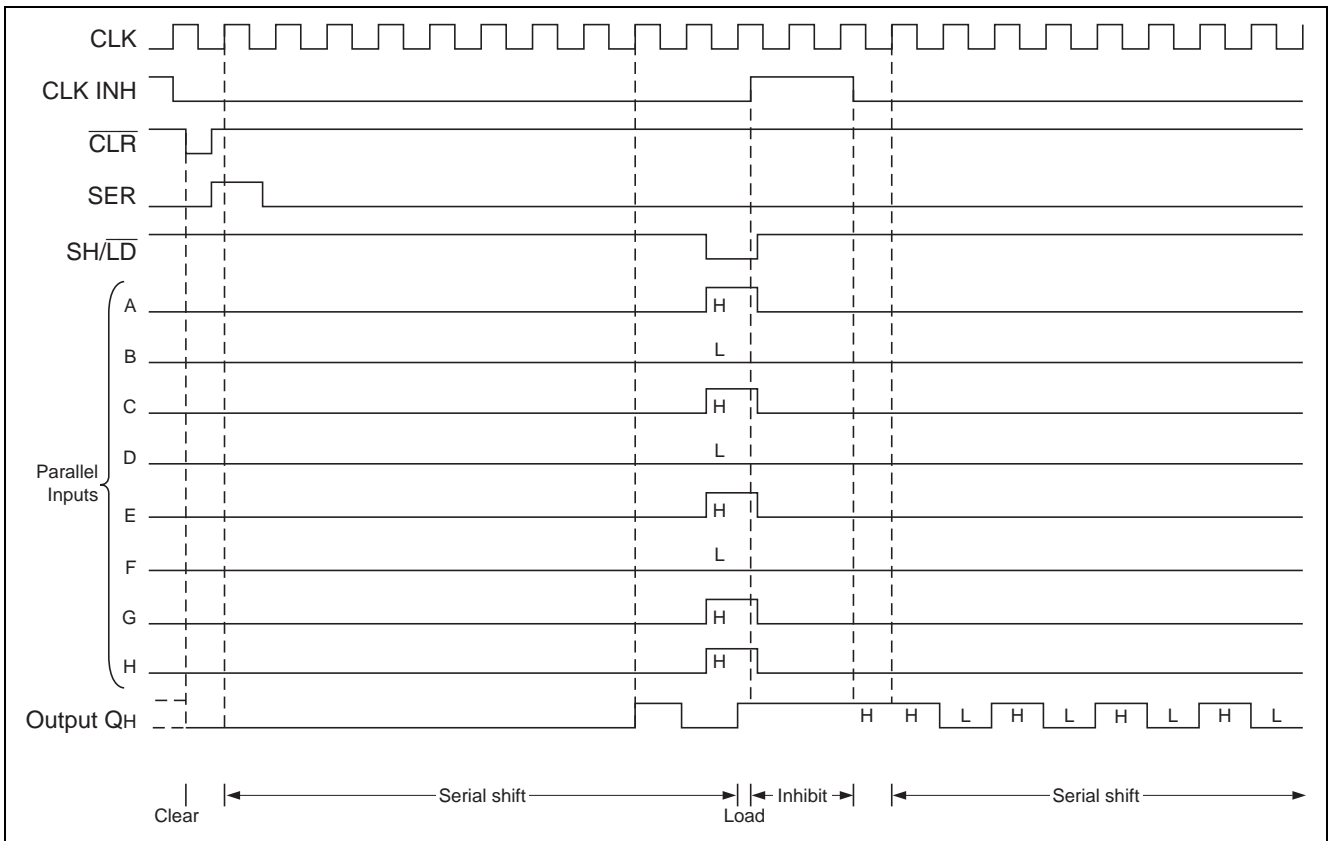 CLK
CLK INH
CLR
SER
SH/LD
A
H
B
L
C
H
D
L
Parallel
Inputs
E
H
F
L
G
H
H
H
Output QH
H H L H L H L H L
Serial shift Inhibit Serial shift
Clear Load